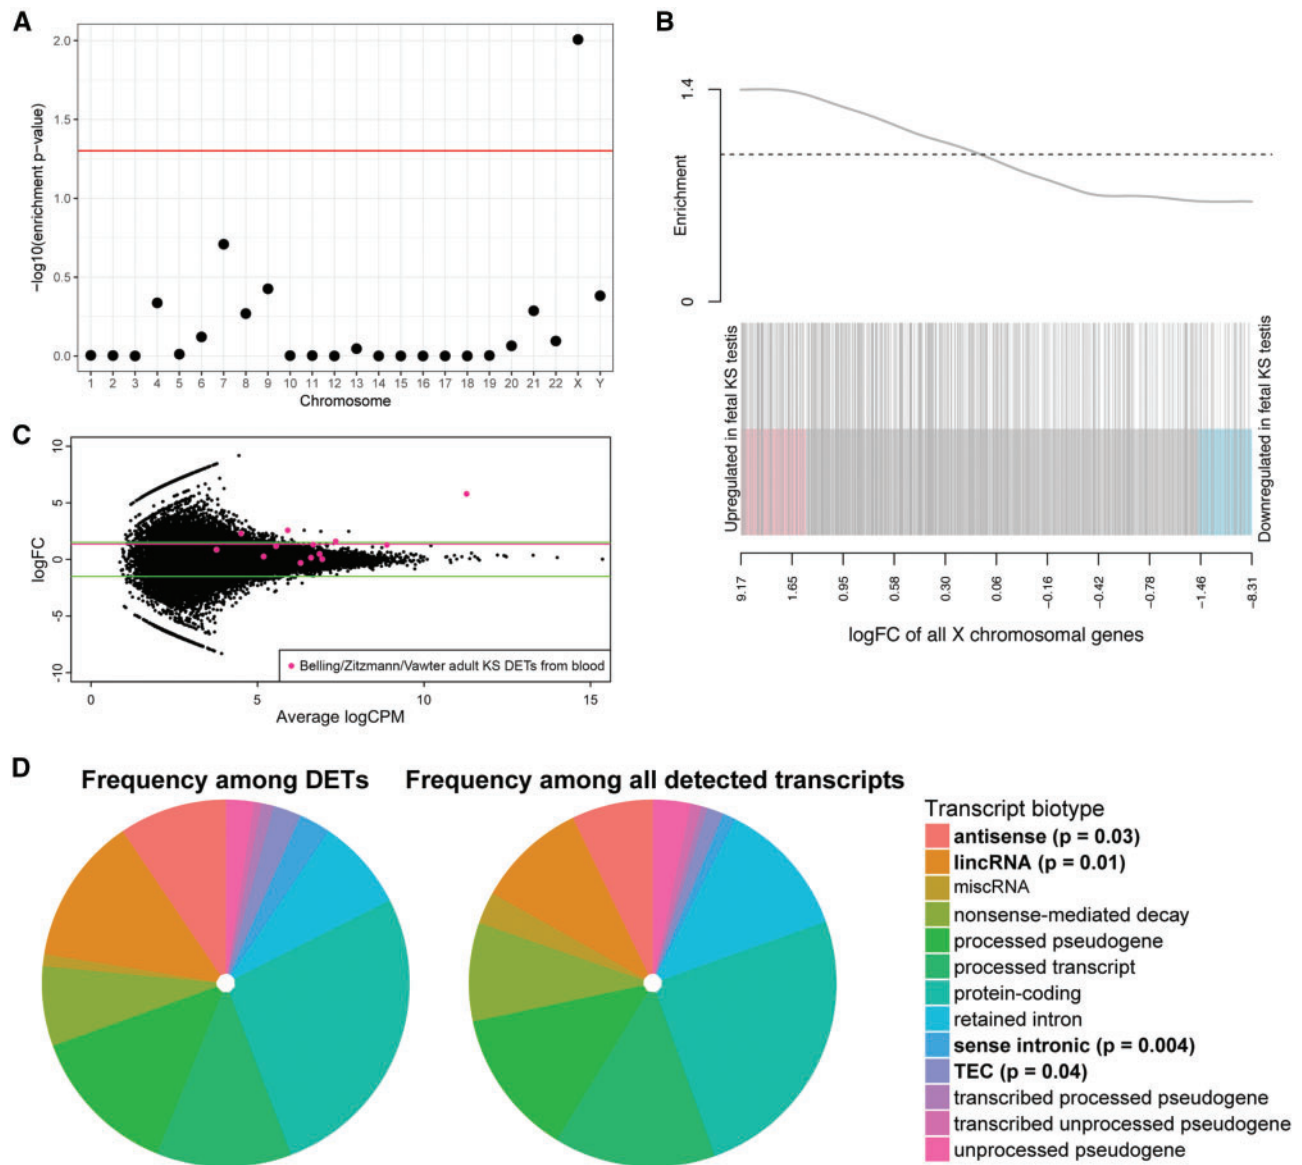 A
2.0
1.5
1.0
0.5
0.0
−log10(enrichment p-value)
1 2 3 4 5 6 7 8 9 10 11 12 13 14 15 16 17 18 19 20 21 22 X Y
Chromosome
B
1.4
0
Enrichment
Upregulated in fetal KS testis
Downregulated in fetal KS testis
9.17 1.65 0.95 0.58 0.30 0.06 −0.16 −0.42 −0.78 −1.46 −8.31
logFC of all X chromosomal genes
C
10
5
0
-5
-10
logFC
Belling/Zitzmann/Vawter adult KS DETs from blood
0 5 10 15
Average logCPM
D
Frequency among DETs
Frequency among all detected transcripts
Transcript biotype
antisense (p = 0.03)
lincRNA (p = 0.01)
miscRNA
nonsense-mediated decay
processed pseudogene
processed transcript
protein-coding
retained intron
sense intronic (p = 0.004)
TEC (p = 0.04)
transcribed processed pseudogene
transcribed unprocessed pseudogene
unprocessed pseudogene